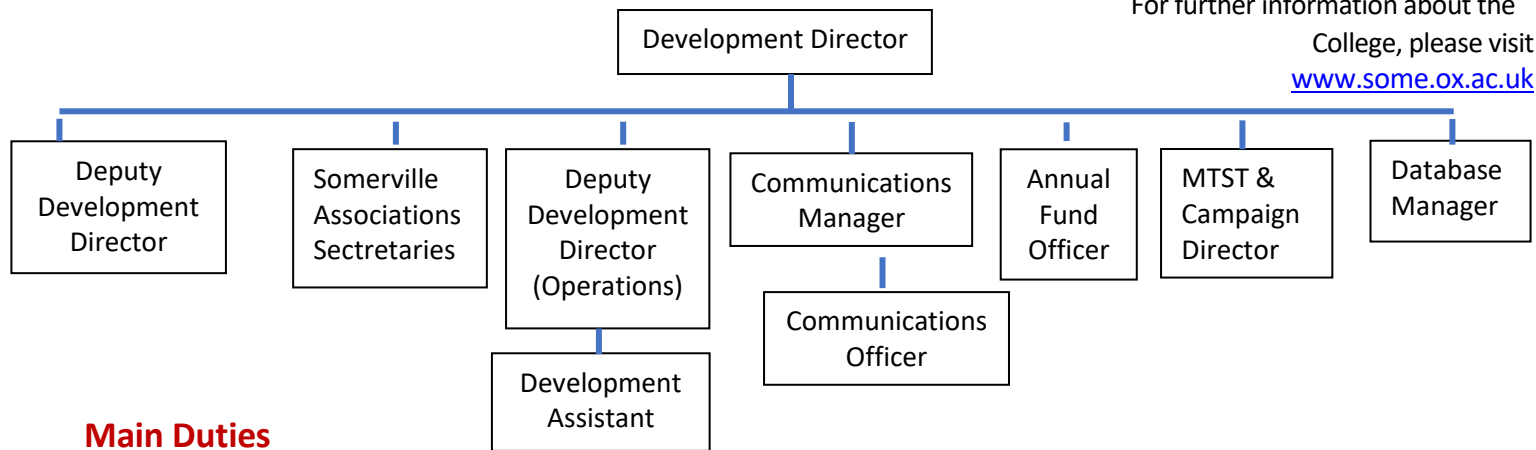 For further information about the
College, please visit
www.some.ox.ac.uk
Development Director
Deputy
Development
Director
Somerville
Associations
Sectretaries
Deputy
Development
Director
(Operations)
Communications
Manager
Annual
Fund
Officer
MTST &
Campaign
Director
Database
Manager
Communications
Officer
Development
Assistant
Main Duties